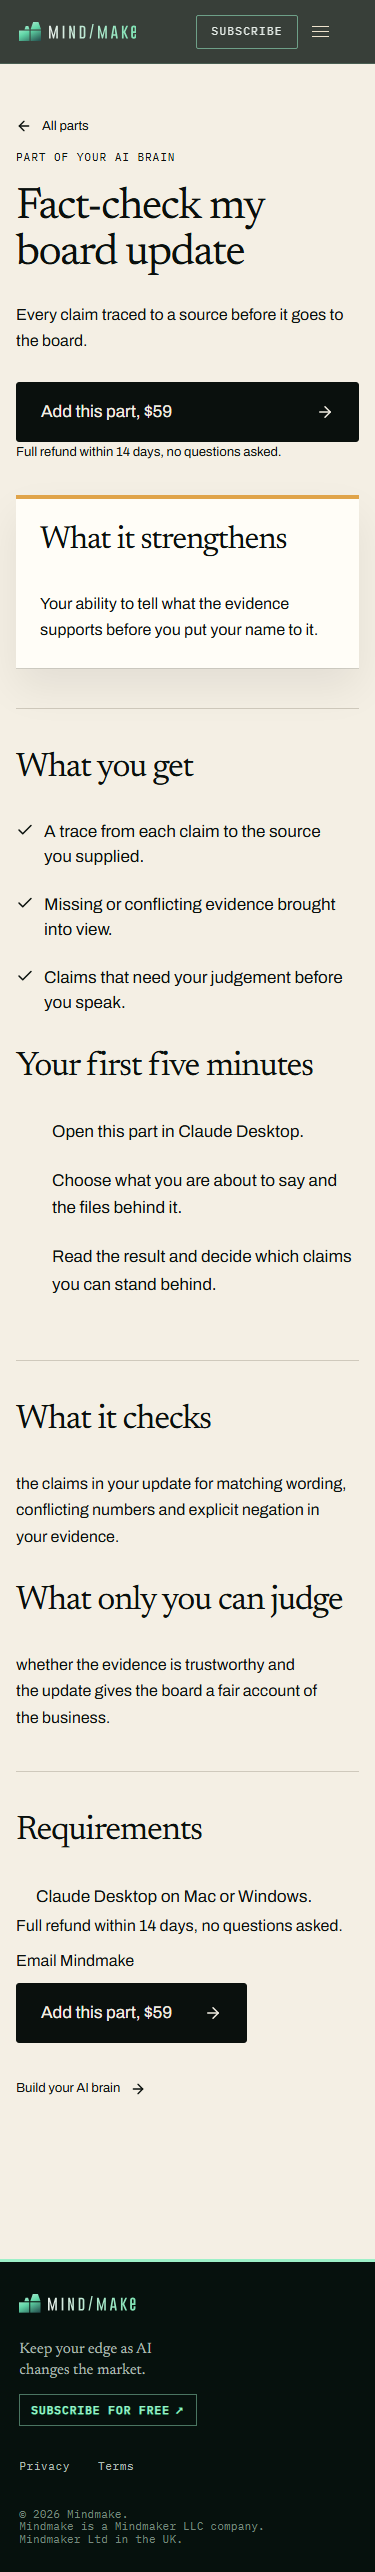 MIND/MAKE
SUBSCRIBE
All parts
PART OF YOUR AI BRAIN
Fact-check my
board update
Every claim traced to a source before it goes to
the board.
Add this part, $59
Full refund within 14 days, no questions asked.
What it strengthens
Your ability to tell what the evidence
supports before you put your name to it.
What you get
A trace from each claim to the source
you supplied.
Missing or conflicting evidence brought
into view.
Claims that need your judgement before
you speak.
Your first five minutes
Open this part in Claude Desktop.
Choose what you are about to say and
the files behind it.
Read the result and decide which claims
you can stand behind.
What it checks
the claims in your update for matching wording,
conflicting numbers and explicit negation in
your evidence.
What only you can judge
whether the evidence is trustworthy and
the update gives the board a fair account of
the business.
Requirements
Claude Desktop on Mac or Windows.
Full refund within 14 days, no questions asked.
Email Mindmake
Add this part, $59
Build your AI brain
MIND/MAKE
Keep your edge as AI
changes the market.
SUBSCRIBE FOR FREE ↗
Privacy Terms
© 2026 Mindmake.
Mindmake is a Mindmaker LLC company.
Mindmaker Ltd in the UK.